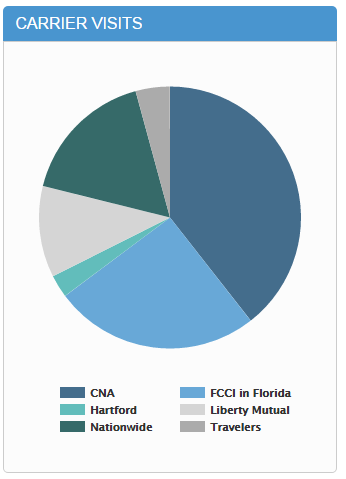 CARRIER VISITS
CNA FCCI in Florida
Hartford Liberty Mutual
Nationwide Travelers